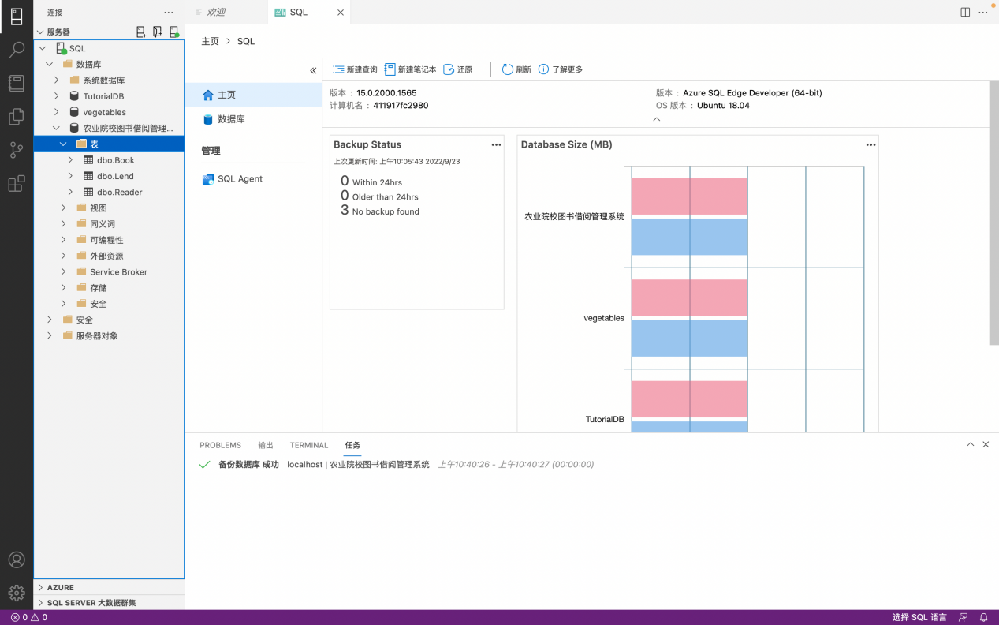 连接
欢迎
SQL
服务器
SQL
数据库
系统数据库
TutorialDB
vegetables
农业院校图书借阅管理...
表
dbo.Book
dbo.Lend
dbo.Reader
视图
同义词
可编程性
外部资源
Service Broker
存储
安全
安全
服务器对象
AZURE
SQL SERVER 大数据群集
主页 > SQL
新建查询 新建笔记本 还原 刷新 了解更多
主页
数据库
管理
SQL Agent
版本 : 15.0.2000.1565
计算机名 : 411917fc2980
版本 : Azure SQL Edge Developer (64-bit)
OS 版本 : Ubuntu 18.04
Backup Status
上次更新时间: 上午10:05:43 2022/9/23
0 Within 24hrs
0 Older than 24hrs
3 No backup found
Database Size (MB)
农业院校图书借阅管理系统
vegetables
TutorialDB
PROBLEMS 输出 TERMINAL 任务
备份数据库 成功 localhost | 农业院校图书借阅管理系统 上午10:40:26 - 上午10:40:27 (00:00:00)
0 0 选择 SQL 语言